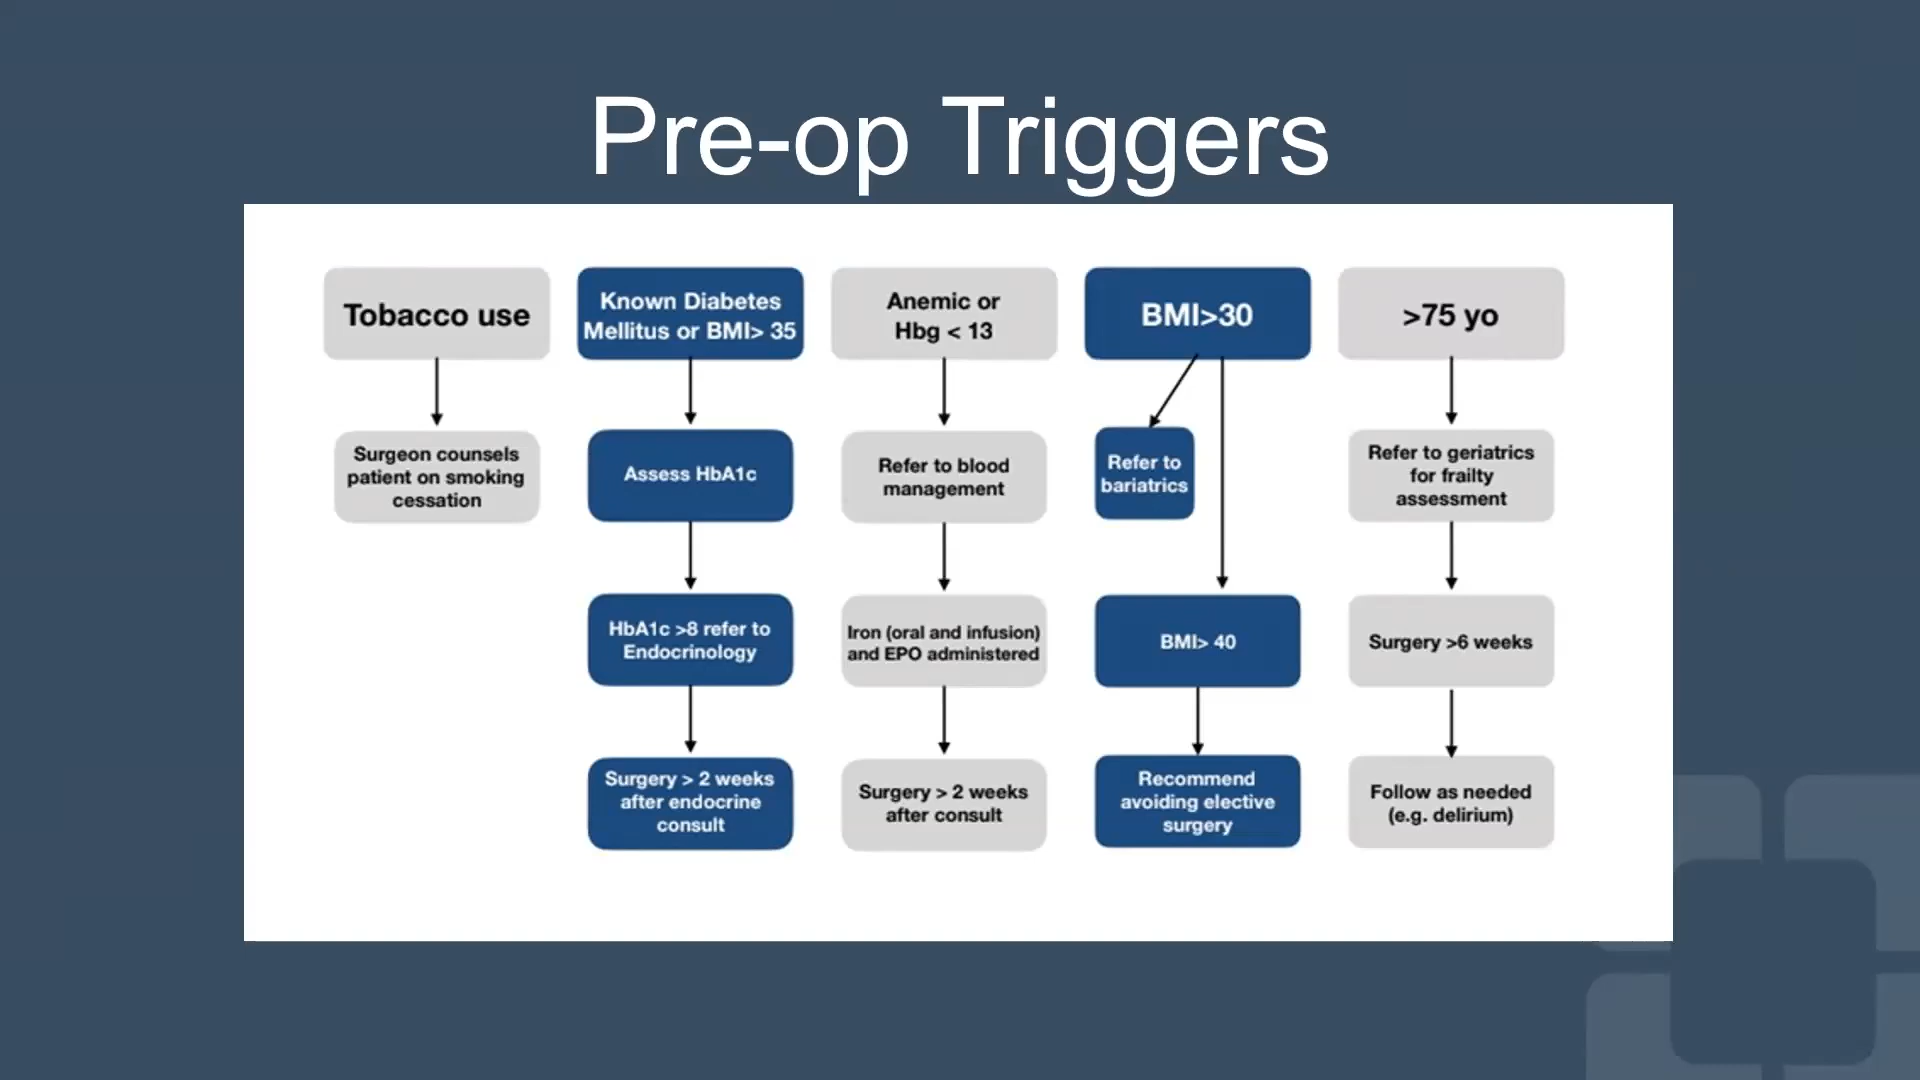 Pre-op Triggers
Tobacco use
Surgeon counsels
patient on smoking
cessation
Known Diabetes
Mellitus or BMI> 35
Assess HbA1c
HbA1c >8 refer to
Endocrinology
Surgery > 2 weeks
after endocrine
consult
Anemic or
Hbg < 13
Refer to blood
management
Iron (oral and infusion)
and EPO administered
Surgery > 2 weeks
after consult
BMI>30
Refer to
bariatrics
BMI> 40
Recommend
avoiding elective
surgery
>75 yo
Refer to geriatrics
for frailty
assessment
Surgery >6 weeks
Follow as needed
(e.g. delirium)